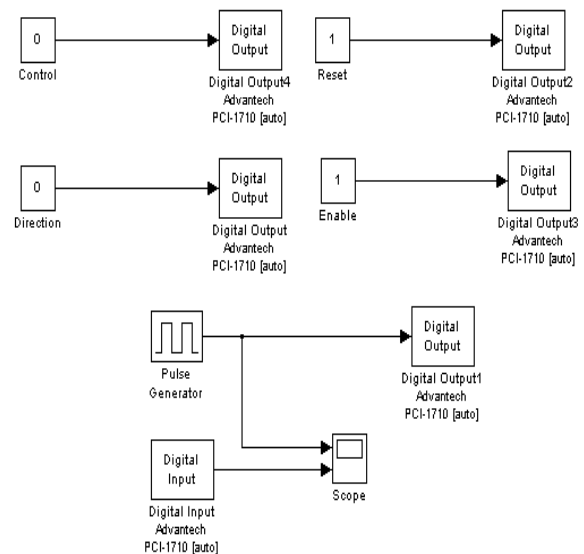 0
Control
Digital
Output
Digital Output4
Advantech
PCI-1710 [auto]
1
Reset
Digital
Output
Digital Output2
Advantech
PCI-1710 [auto]
0
Direction
Digital
Output
Digital Output
Advantech
PCI-1710 [auto]
1
Enable
Digital
Output
Digital Output3
Advantech
PCI-1710 [auto]
Pulse
Generator
Digital
Output
Digital Output1
Advantech
PCI-1710 [auto]
Digital
Input
Digital Input
Advantech
PCI-1710 [auto]
Scope